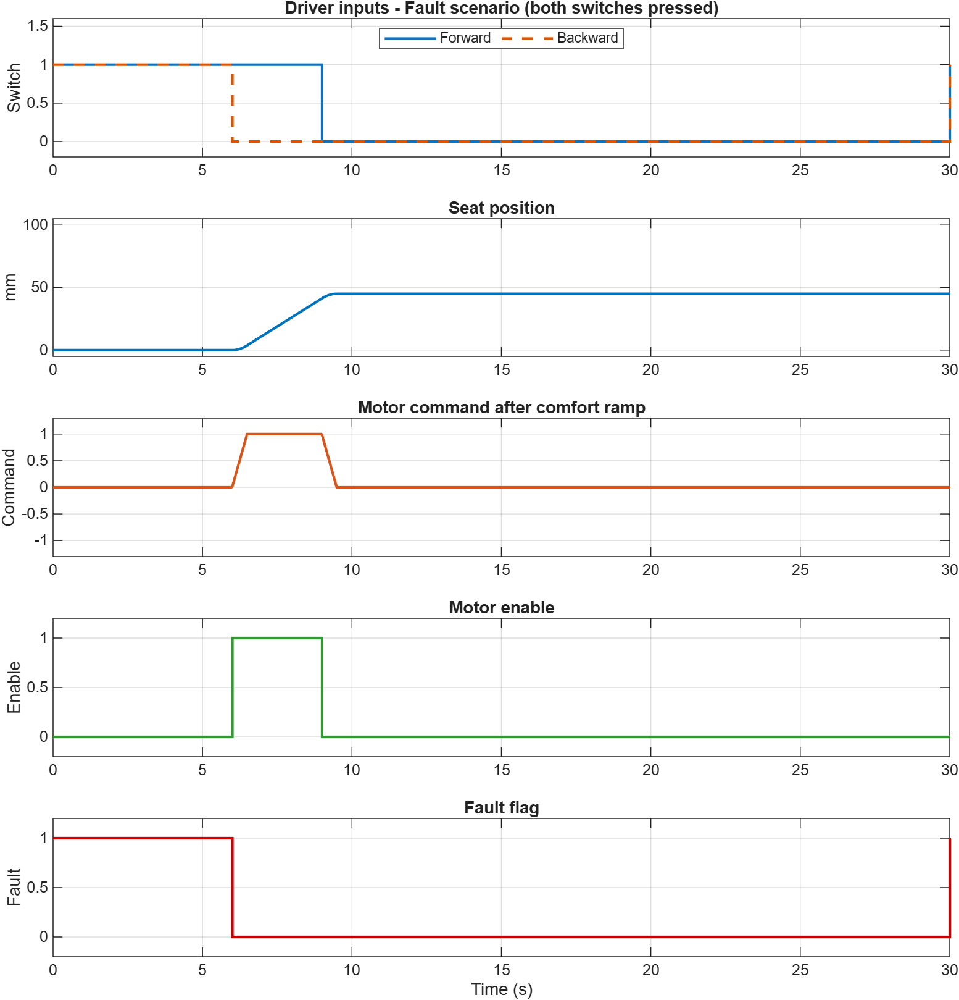 Driver inputs - Fault scenario (both switches pressed)
Forward Backward
Switch
1.5
1
0.5
0
0 5 10 15 20 25 30
Seat position
mm
100
50
0
0 5 10 15 20 25 30
Motor command after comfort ramp
Command
1
0.5
0
-0.5
-1
0 5 10 15 20 25 30
Motor enable
Enable
1
0.5
0
0 5 10 15 20 25 30
Fault flag
Fault
1
0.5
0
0 5 10 15 20 25 30
Time (s)